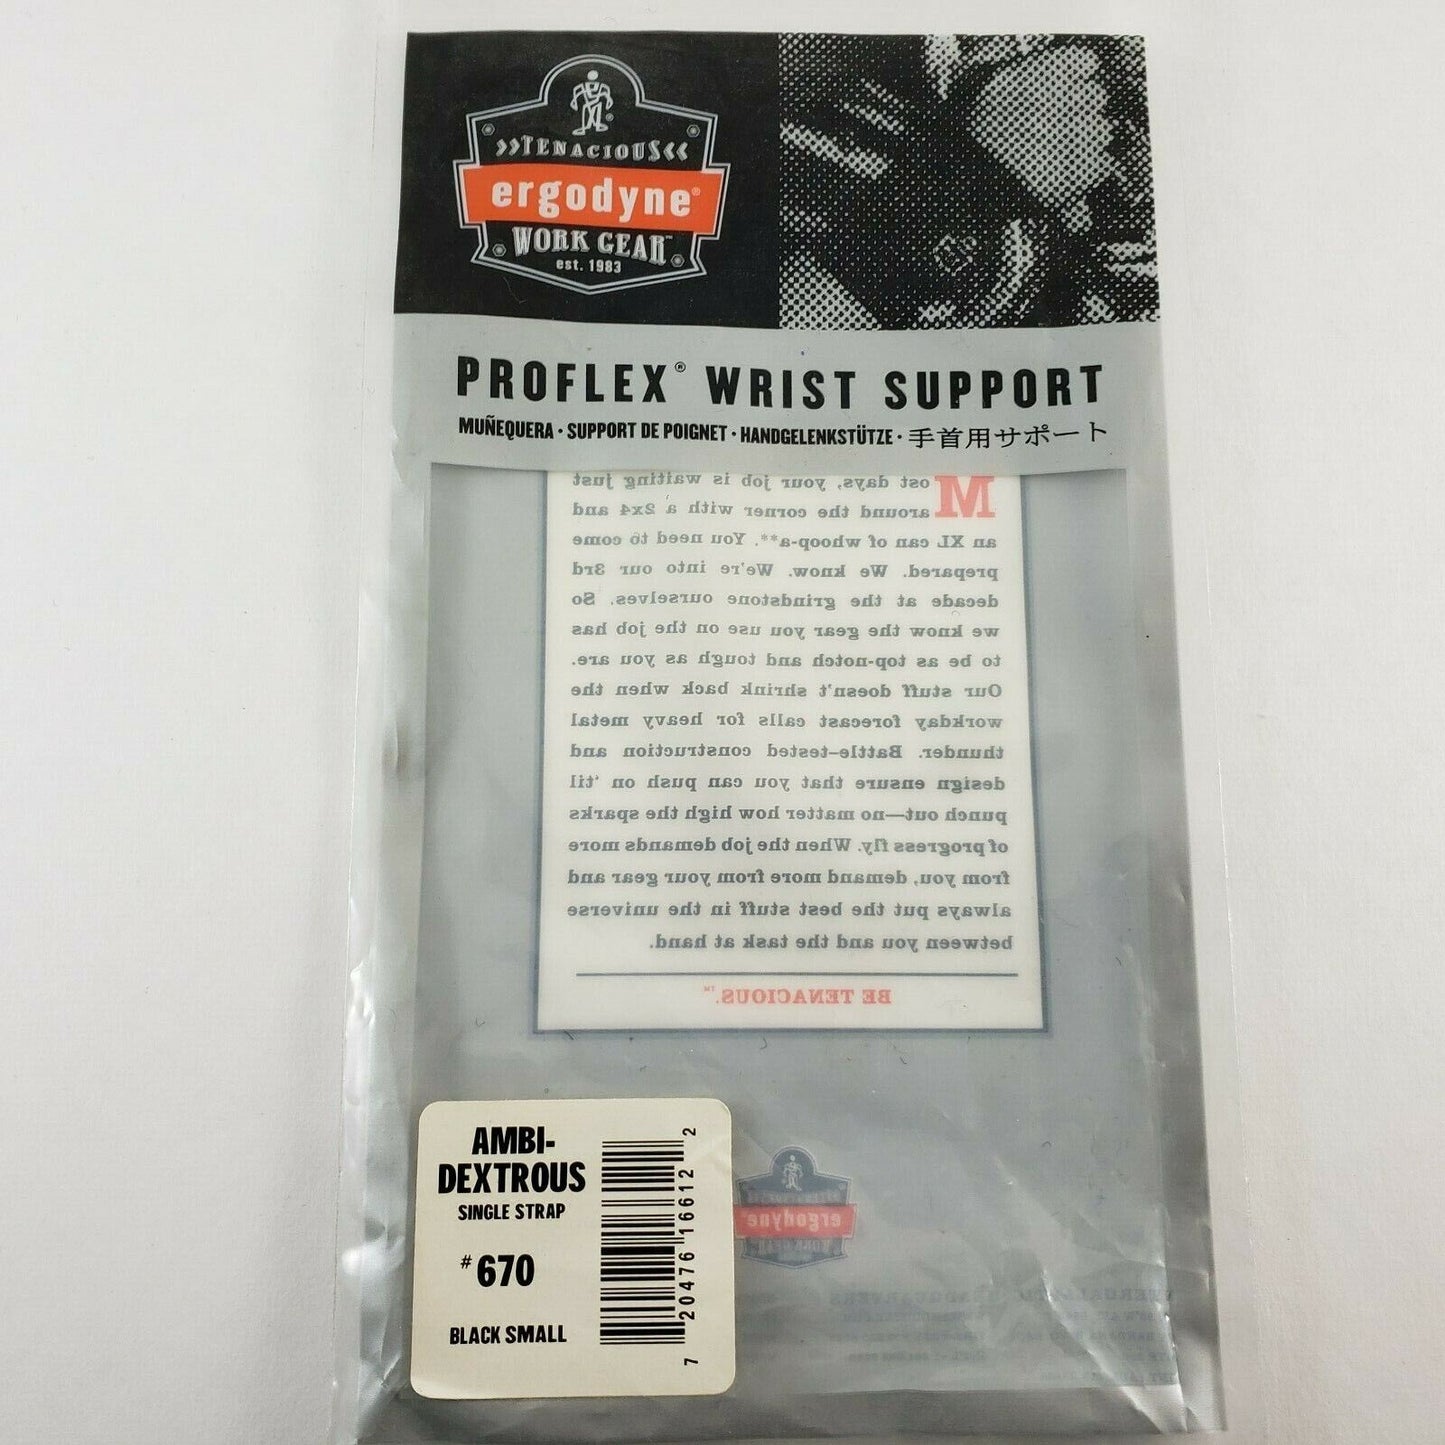 »TENACIOUS«
ergodyne®
WORK GEAR™
est. 1983
PROFLEX® WRIST SUPPORT
MUÑEQUERA · SUPPORT DE POIGNET · HANDGELENKSTÜTZE · 手首用サポート
Most days, your job is waiting just
around the corner with a 2x4 and
an XL can of whoop-a**. You need to come
prepared. We know. We're into our 3rd
decade at the grindstone ourselves. So
we know the gear you use on the job has
to be as top-notch and tough as you are.
Our stuff doesn't shrink back when the
workday forecast calls for heavy metal
thunder. Battle-tested construction and
design ensure that you can push on 'til
punch out—no matter how high the sparks
of progress fly. When the job demands more
from you, demand more from your gear and
always put the best stuff in the universe
between you and the task at hand.
BE TENACIOUS.™
AMBI-
DEXTROUS
SINGLE STRAP
#670
BLACK SMALL
7 20476 16612 2
ergodyne
WORK GEAR